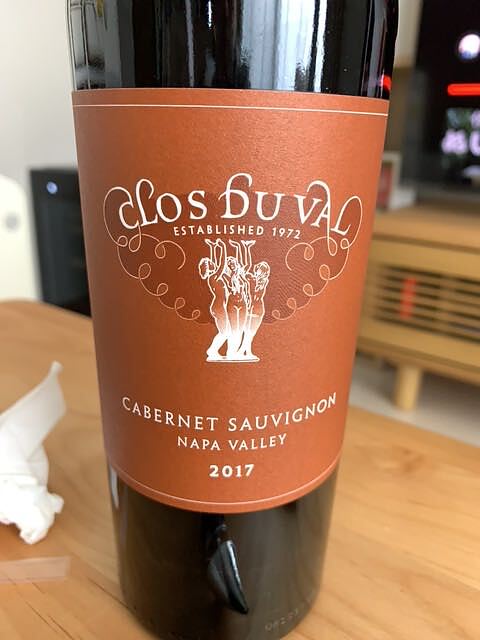 CLOS DU VAL
ESTABLISHED 1972
CABERNET SAUVIGNON
NAPA VALLEY
2017